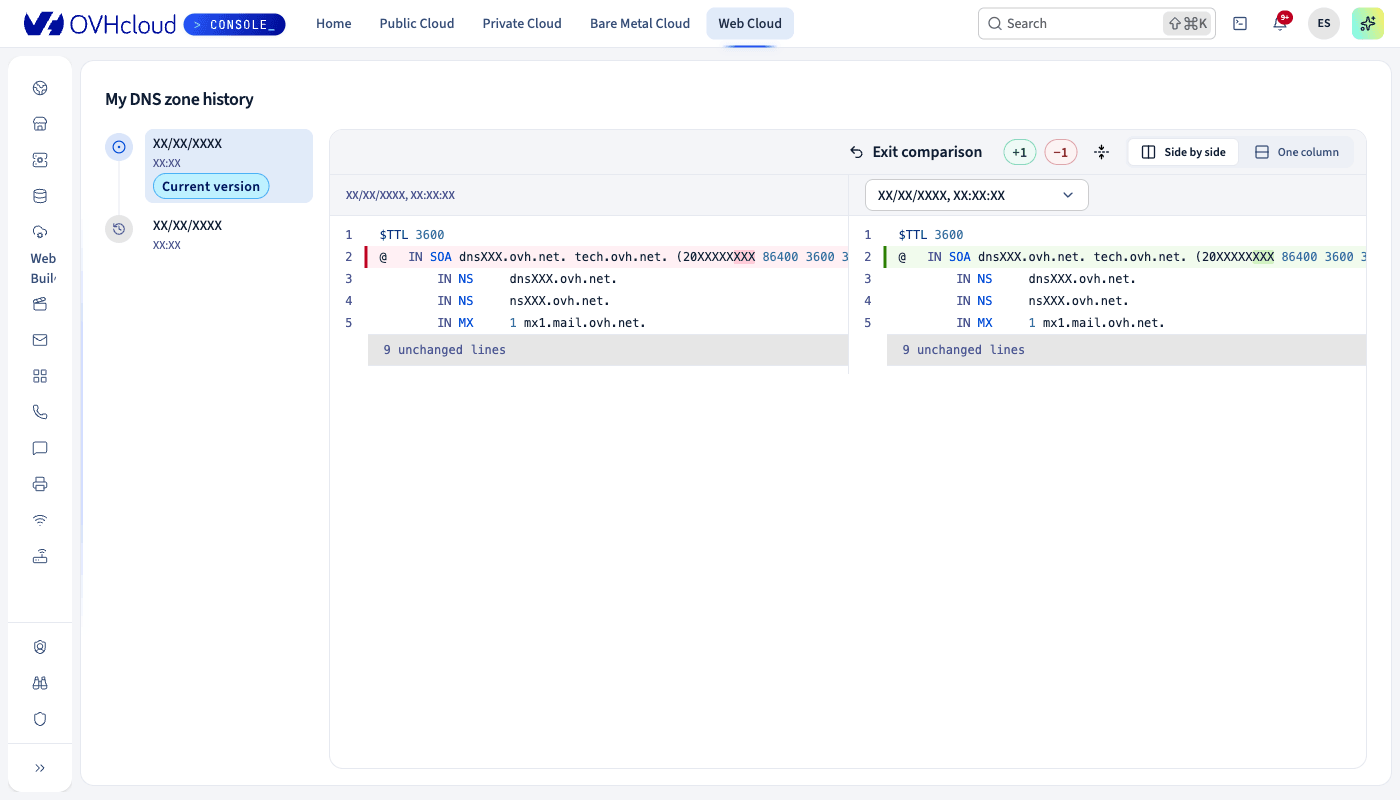 OVHcloud > CONSOLE_ Home Public Cloud Private Cloud Bare Metal Cloud Web Cloud Search ⇧⌘K 9+ ES
My DNS zone history
XX/XX/XXXX
XX:XX
Current version
XX/XX/XXXX
XX:XX
Web
Buil
Exit comparison +1 −1 Side by side One column
XX/XX/XXXX, XX:XX:XX
1 $TTL 3600
2 @ IN SOA dnsXXX.ovh.net. tech.ovh.net. (20XXXXXXXX 86400 3600 3
3 IN NS dnsXXX.ovh.net.
4 IN NS nsXXX.ovh.net.
5 IN MX 1 mx1.mail.ovh.net.
9 unchanged lines
XX/XX/XXXX, XX:XX:XX
1 $TTL 3600
2 @ IN SOA dnsXXX.ovh.net. tech.ovh.net. (20XXXXXXXX 86400 3600 3
3 IN NS dnsXXX.ovh.net.
4 IN NS nsXXX.ovh.net.
5 IN MX 1 mx1.mail.ovh.net.
9 unchanged lines